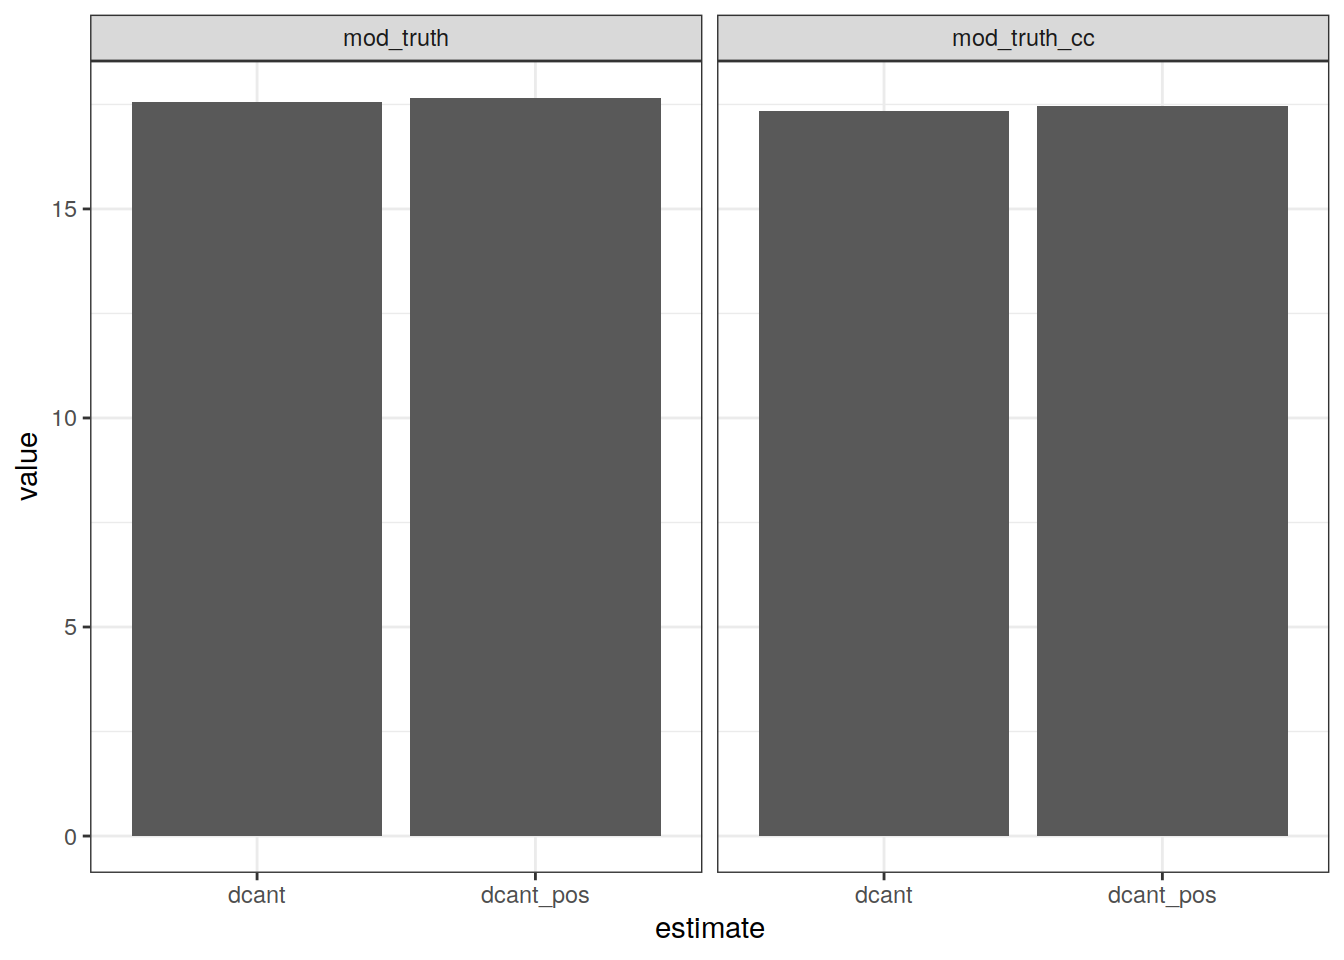 mod_truth
mod_truth_cc
value
15
10
5
0
dcant
dcant_pos
dcant
dcant_pos
estimate